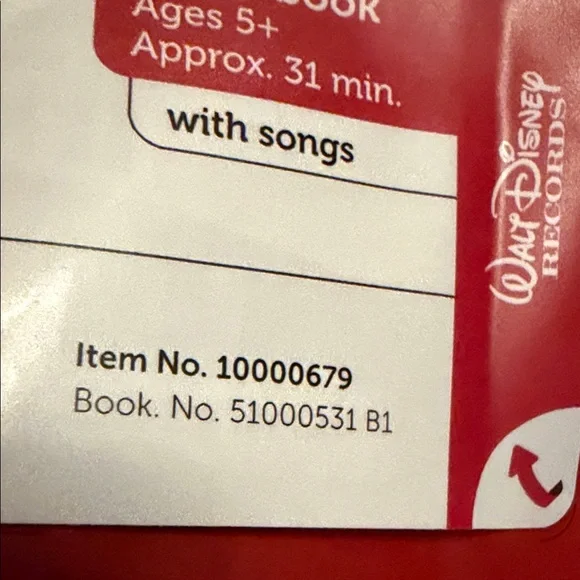 Ages 5+
Approx. 31 min.
with songs
WALT DISNEY
RECORDS
Item No. 10000679
Book. No. 51000531 B1